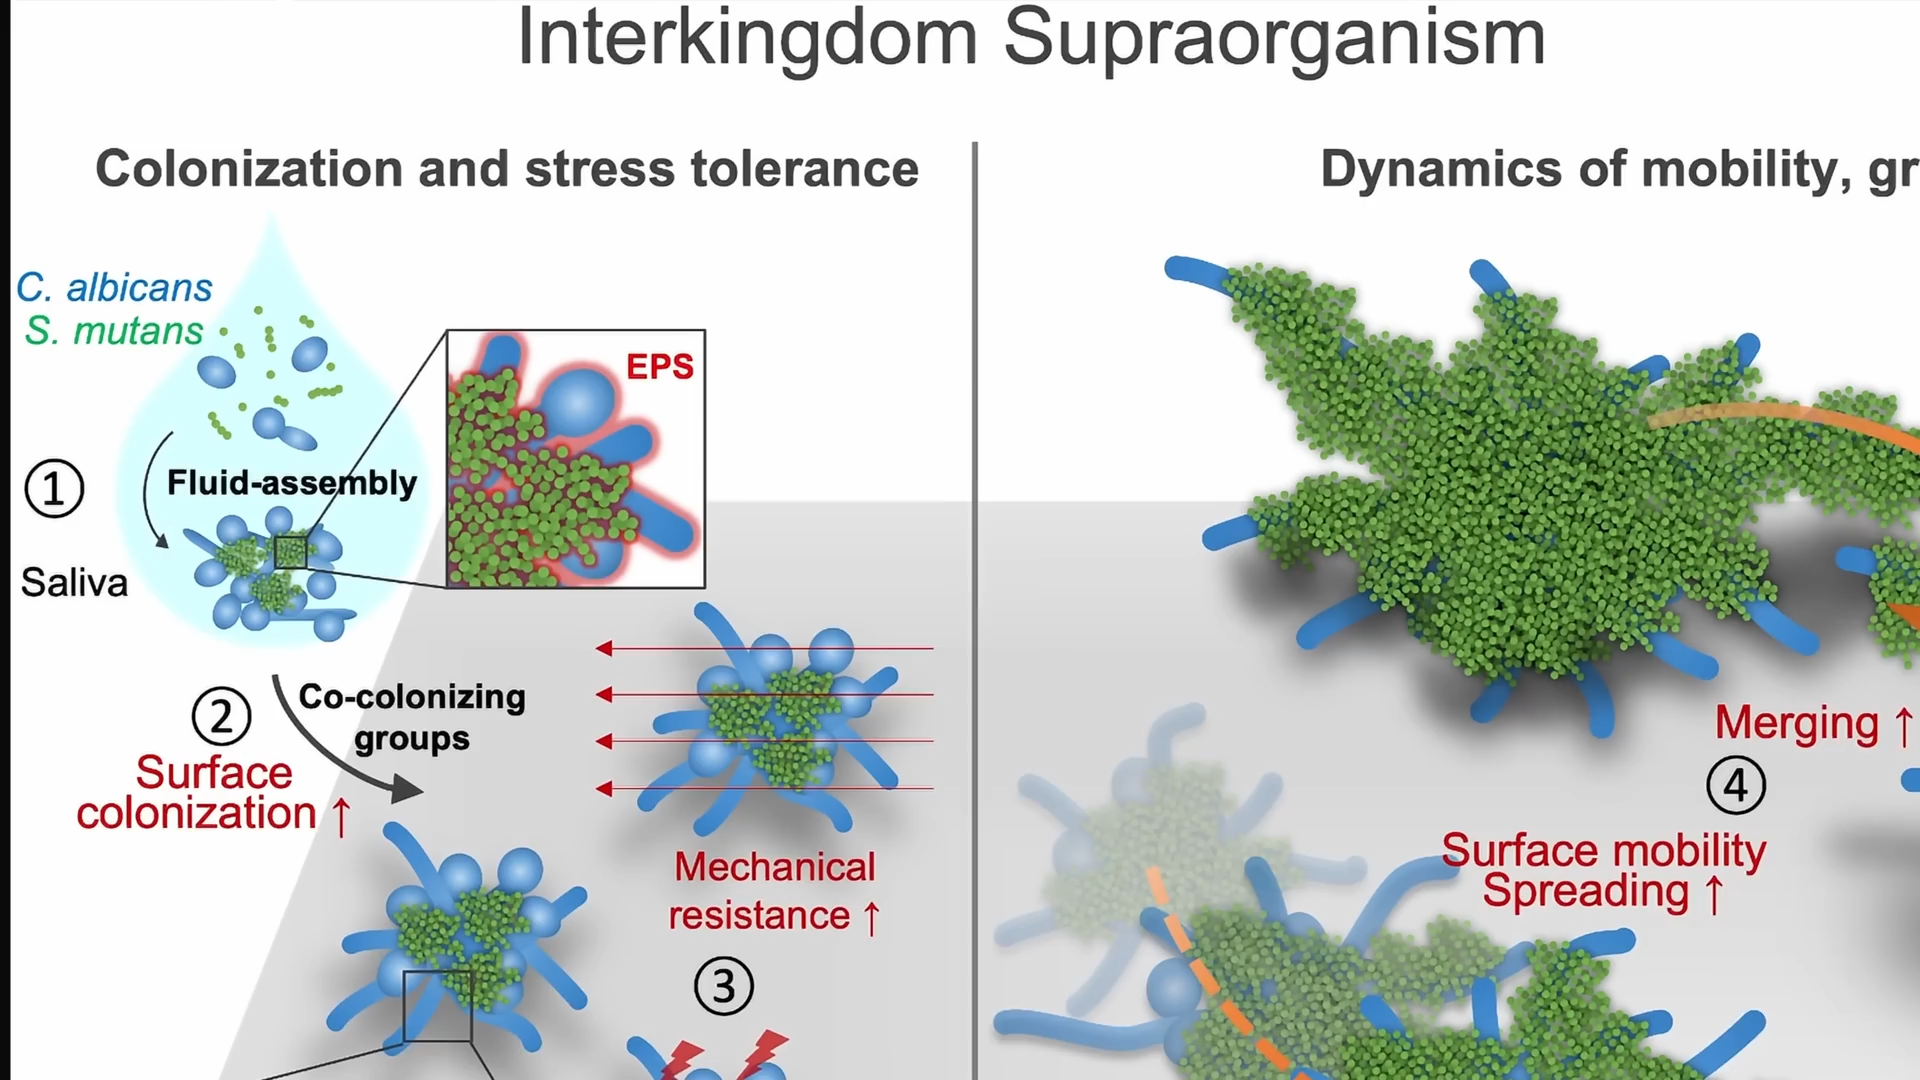 Interkingdom Supraorganism
Colonization and stress tolerance
C. albicans
S. mutans
EPS
1
Fluid-assembly
Saliva
2
Co-colonizing
groups
Surface
colonization ↑
Mechanical
resistance ↑
3
Dynamics of mobility, gr
Merging ↑
4
Surface mobility
Spreading ↑